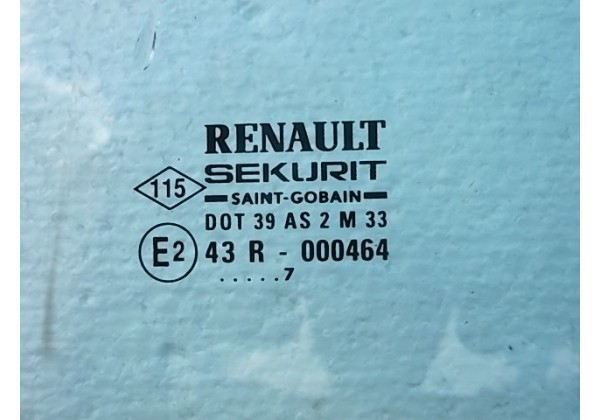 RENAULT
SEKURIT
115
SAINT-GOBAIN
DOT 39 AS 2 M 33
E2 43 R - 000464
.....7